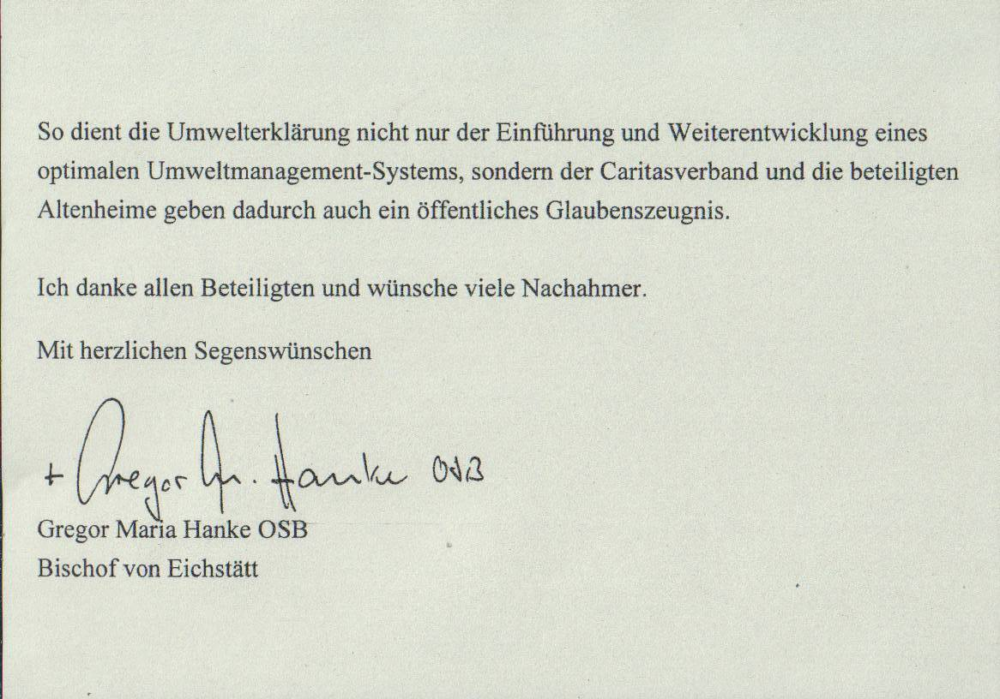 So dient die Umwelterklärung nicht nur der Einführung und Weiterentwicklung eines
optimalen Umweltmanagement-Systems, sondern der Caritasverband und die beteiligten
Altenheime geben dadurch auch ein öffentliches Glaubenszeugnis.
Ich danke allen Beteiligten und wünsche viele Nachahmer.
Mit herzlichen Segenswünschen
+ Gregor M. Hanke OSB
Gregor Maria Hanke OSB
Bischof von Eichstätt